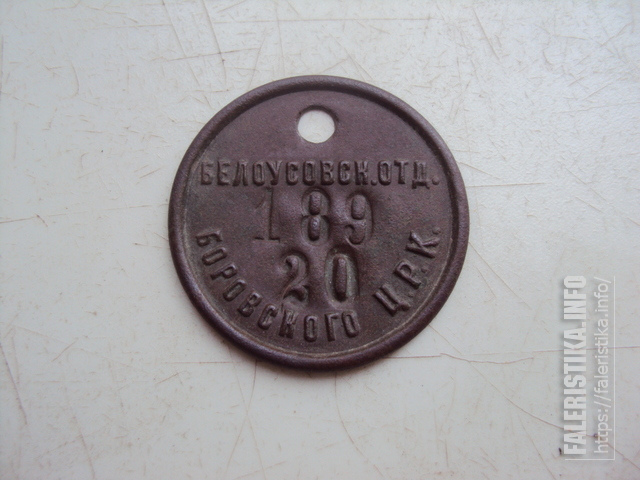 БЕЛОУСОВСК.ОТД.
189
20
БОРОВСКОГО Ц.Р.К.
FALERISTIKA.INFO
https://faleristika.info/